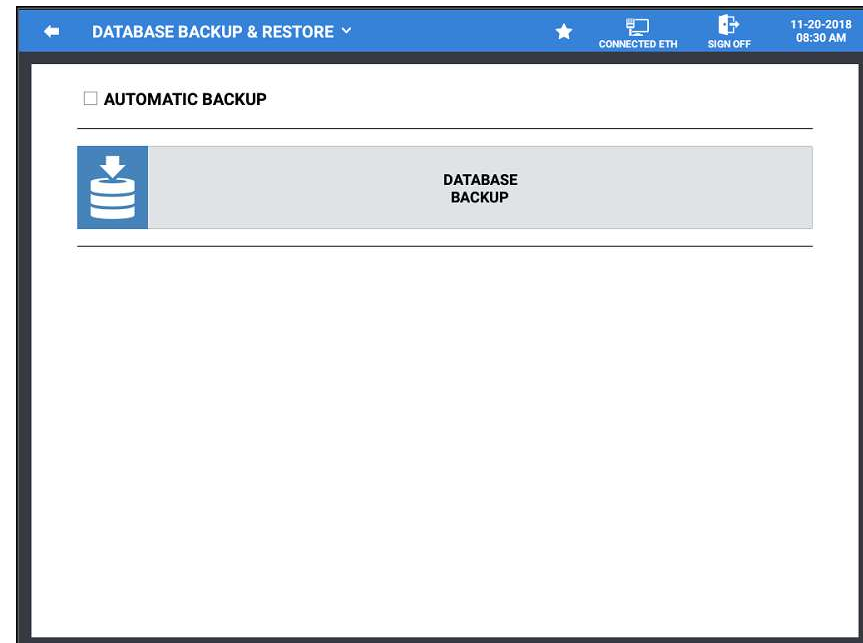 DATABASE BACKUP & RESTORE
CONNECTED ETH
SIGN OFF
11-20-2018
08:30 AM
AUTOMATIC BACKUP
DATABASE
BACKUP